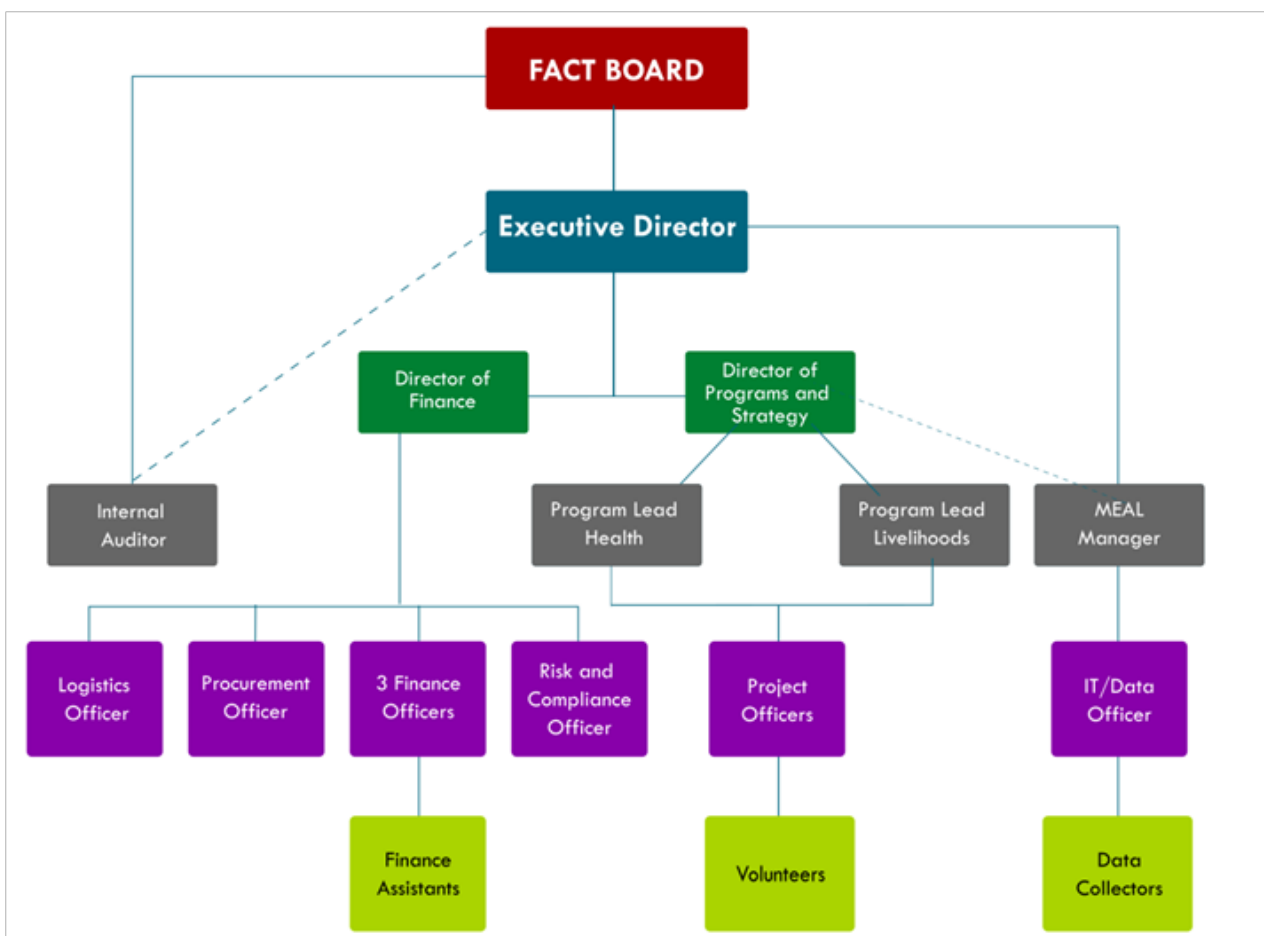 FACT BOARD
Executive Director
Director of
Finance
Director of
Programs and
Strategy
Internal
Auditor
Program Lead
Health
Program Lead
Livelihoods
MEAL
Manager
Logistics
Officer
Procurement
Officer
3 Finance
Officers
Risk and
Compliance
Officer
Project
Officers
IT/Data
Officer
Finance
Assistants
Volunteers
Data
Collectors